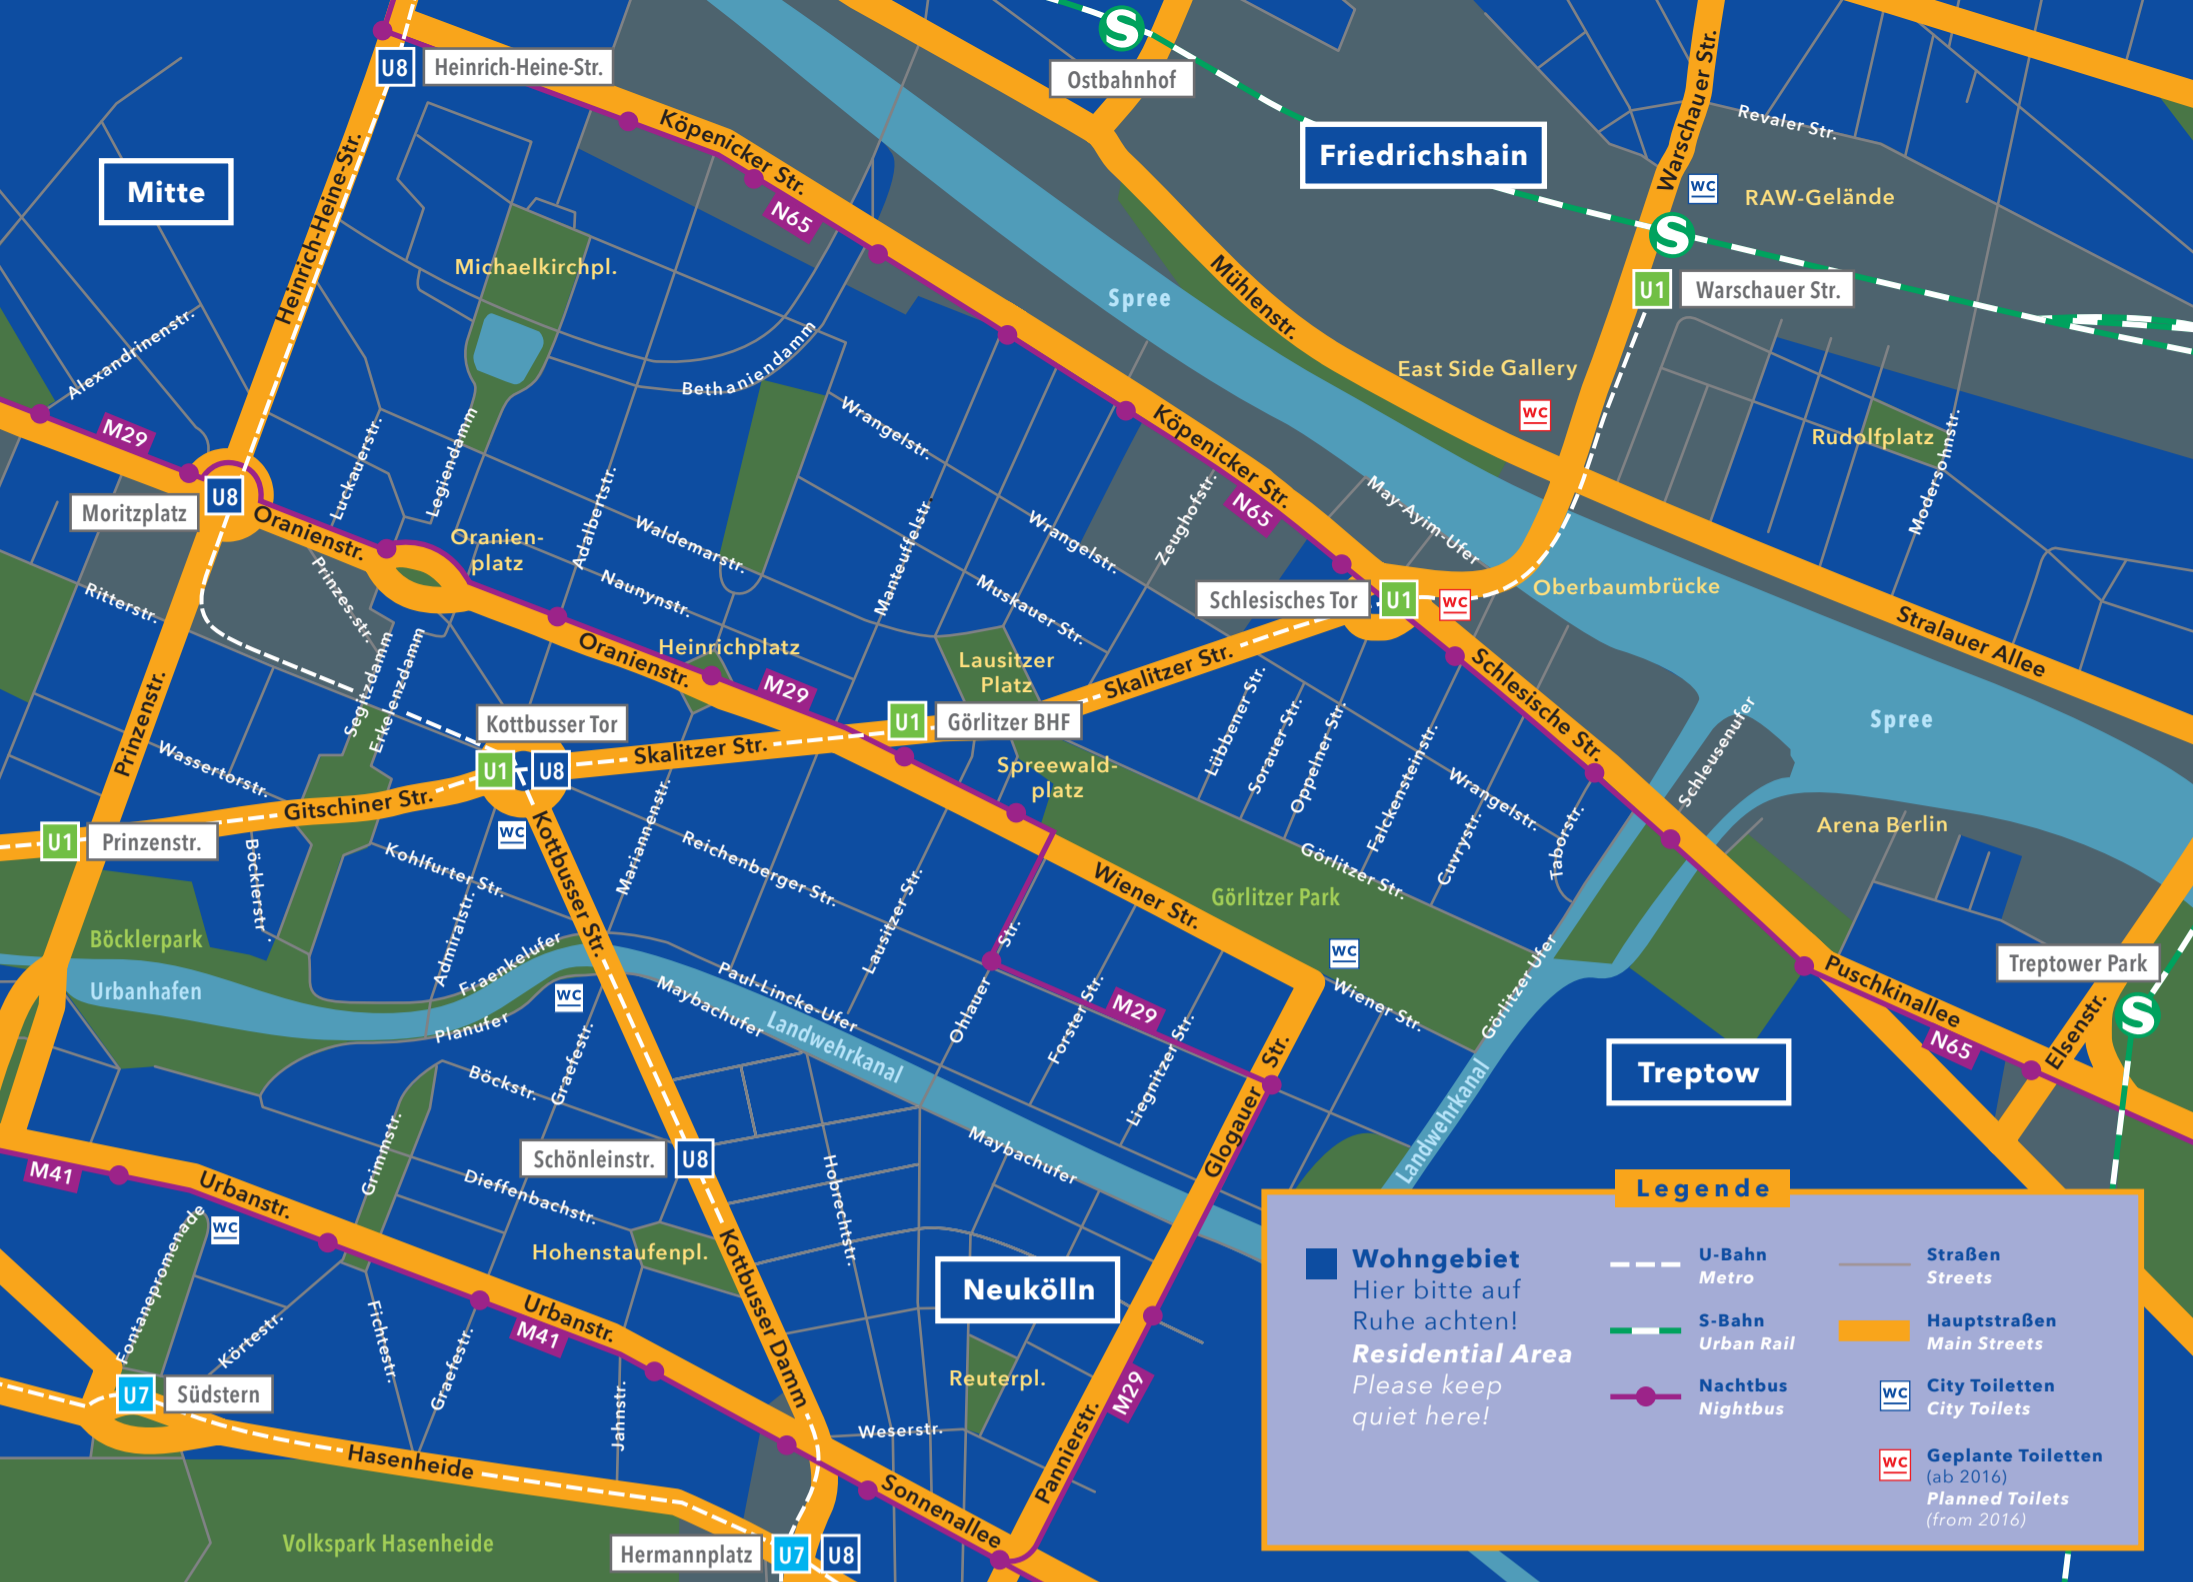 U8
Heinrich-Heine-Str.
S
Ostbahnhof
Warschauer Str.
Revaler Str.
Köpenicker Str.
N65
Friedrichshain
WC
RAW-Gelände
Mitte
Heinrich-Heine-Str.
S
U1
Warschauer Str.
Michaelkirchpl.
Spree
Mühlenstr.
Alexandrinenstr.
Bethaniendamm
East Side Gallery
WC
Rudolfplatz
Modersohnstr.
M29
Luckauerstr.
Legiendamm
Wrangelstr.
Köpenicker Str.
N65
May-Ayim-Ufer
Zeughofstr.
U8
Moritzplatz
Oranienstr.
Oranien-
platz
Adalbertstr.
Waldemarstr.
Naunynstr.
Manteuffelstr.
Wrangelstr.
Muskauer Str.
Ritterstr.
Prinzes.str.
Schlesisches Tor
U1
WC
Oberbaumbrücke
Stralauer Allee
Heinrichplatz
Oranienstr.
M29
Lausitzer
Platz
Skalitzer Str.
Schlesische Str.
Prinzenstr.
Segitzdamm
Erkelenzdamm
Kottbusser Tor
U1
U8
Skalitzer Str.
U1
Görlitzer BHF
Lübbener Str.
Sorauer Str.
Oppelner Str.
Falckensteinstr.
Wrangelstr.
Cuvrystr.
Taborstr.
Schleusenufer
Spree
Wassertorstr.
Gitschiner Str.
Spreewald-
platz
U1
Prinzenstr.
WC
Arena Berlin
Böcklerstr.
Kohlfurter Str.
Kottbusser Str.
Mariannenstr.
Reichenberger Str.
Wiener Str.
Görlitzer Str.
Görlitzer Park
Böcklerpark
Admiralstr.
Fraenkelufer
Lausitzer Str.
Ohlauer Str.
WC
Wiener Str.
Görlitzer Ufer
Treptower Park
S
Puschkinallee
N65
Elsenstr.
Urbanhafen
WC
Planufer
Paul-Lincke-Ufer
Maybachufer
Landwehrkanal
M29
Forster Str.
Liegnitzer Str.
Glogauer Str.
Landwehrkanal
Treptow
Böckstr.
Graefestr.
Grimmstr.
Schönleinstr.
U8
Maybachufer
M41
Urbanstr.
Dieffenbachstr.
Hobrechtstr.
WC
Fontanepromenade
Hohenstaufenpl.
Kottbusser Damm
Neukölln
Urbanstr.
M41
Körtestr.
Fichtestr.
Graefestr.
Jahnstr.
Reuterpl.
Weserstr.
M29
Pannierstr.
U7
Südstern
Hasenheide
Sonnenallee
Volkspark Hasenheide
Hermannplatz
U7
U8
Legende
Wohngebiet
Hier bitte auf
Ruhe achten!
Residential Area
Please keep
quiet here!
U-Bahn
Metro
S-Bahn
Urban Rail
Nachtbus
Nightbus
Straßen
Streets
Hauptstraßen
Main Streets
WC
City Toiletten
City Toilets
WC
Geplante Toiletten
(ab 2016)
Planned Toilets
(from 2016)